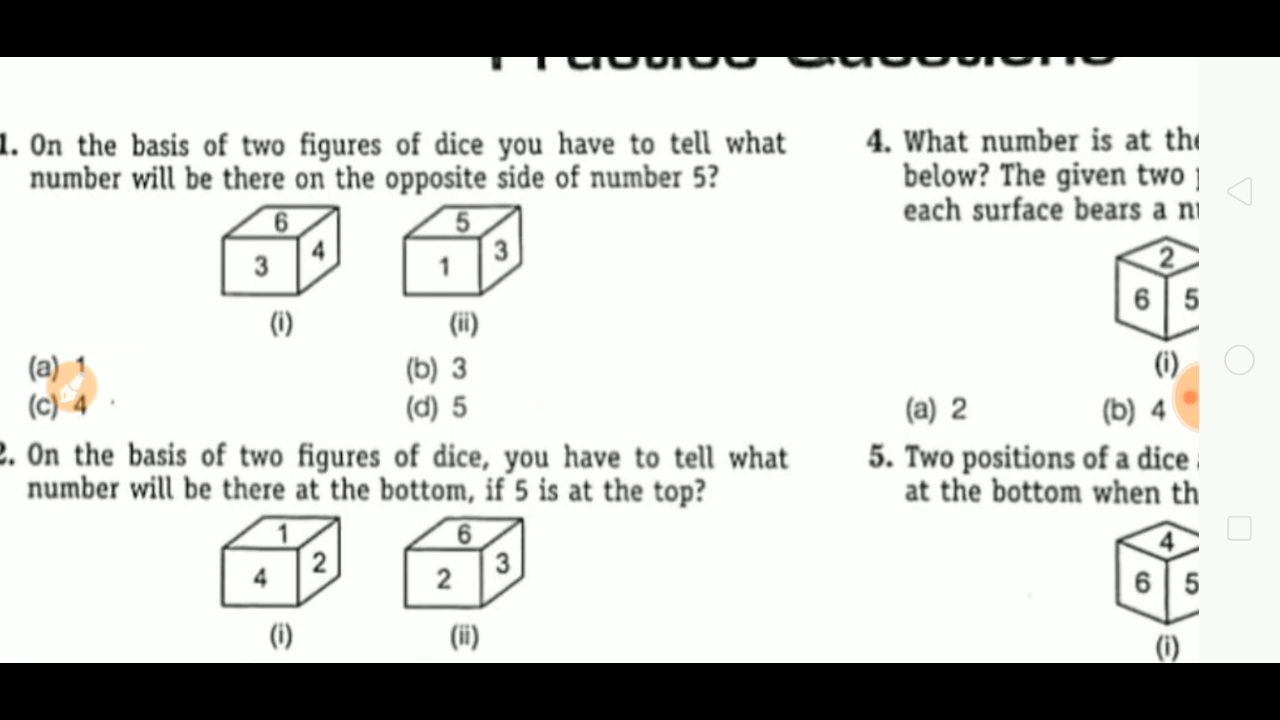 Practice Questions
1. On the basis of two figures of dice you have to tell what
number will be there on the opposite side of number 5?
6
3 4
5
1 3
(i) (ii)
(a) 1 (b) 3
(c) 4 (d) 5
2. On the basis of two figures of dice, you have to tell what
number will be there at the bottom, if 5 is at the top?
1
4 2
6
2 3
(i) (ii)
4. What number is at the
below? The given two
each surface bears a
2
6 5
(i)
(a) 2 (b) 4
5. Two positions of a dice
at the bottom when th
4
6 5
(i)